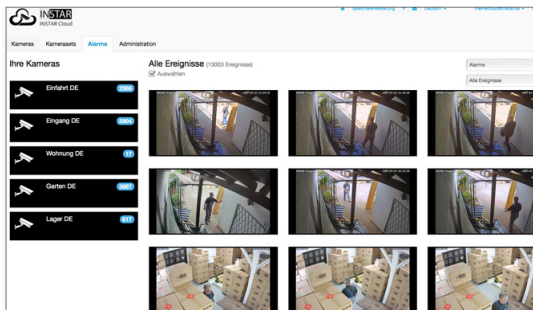 INSTAR
INSTAR Cloud
Speichererweiterung
Deutsch
Kameras
Kamerasets
Alarme
Administration
Ihre Kameras
Alle Ereignisse (13003 Ereignisse)
Auswählen
Alarme
Alle Ereignisse
Einfahrt DE
Eingang DE 5904
Wohnung DE 17
Garten DE 3887
Lager DE 817